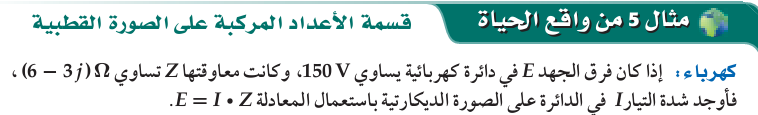 مثال 5 من واقع الحياة
قسمة الأعداد المركبة على الصورة القطبية
كهرباء: إذا كان فرق الجهد E في دائرة كهربائية يساوي 150 V، وكانت معاوقتها Z تساوي (6 − 3j) Ω ،
فأوجد شدة التيار I في الدائرة على الصورة الديكارتية باستعمال المعادلة E = I • Z.